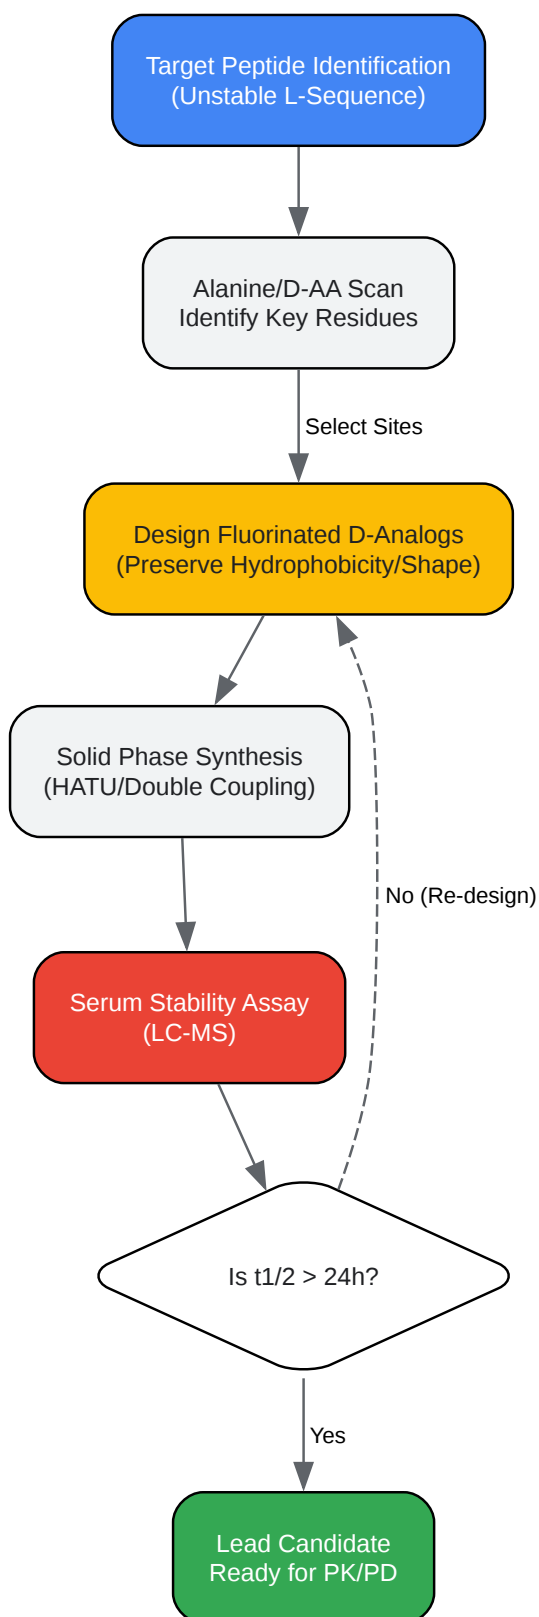 Target Peptide Identification
(Unstable L-Sequence)
Alanine/D-AA Scan
Identify Key Residues
Select Sites
Design Fluorinated D-Analogs
(Preserve Hydrophobicity/Shape)
Solid Phase Synthesis
(HATU/Double Coupling)
No (Re-design)
Serum Stability Assay
(LC-MS)
Is t1/2 > 24h?
Yes
Lead Candidate
Ready for PK/PD